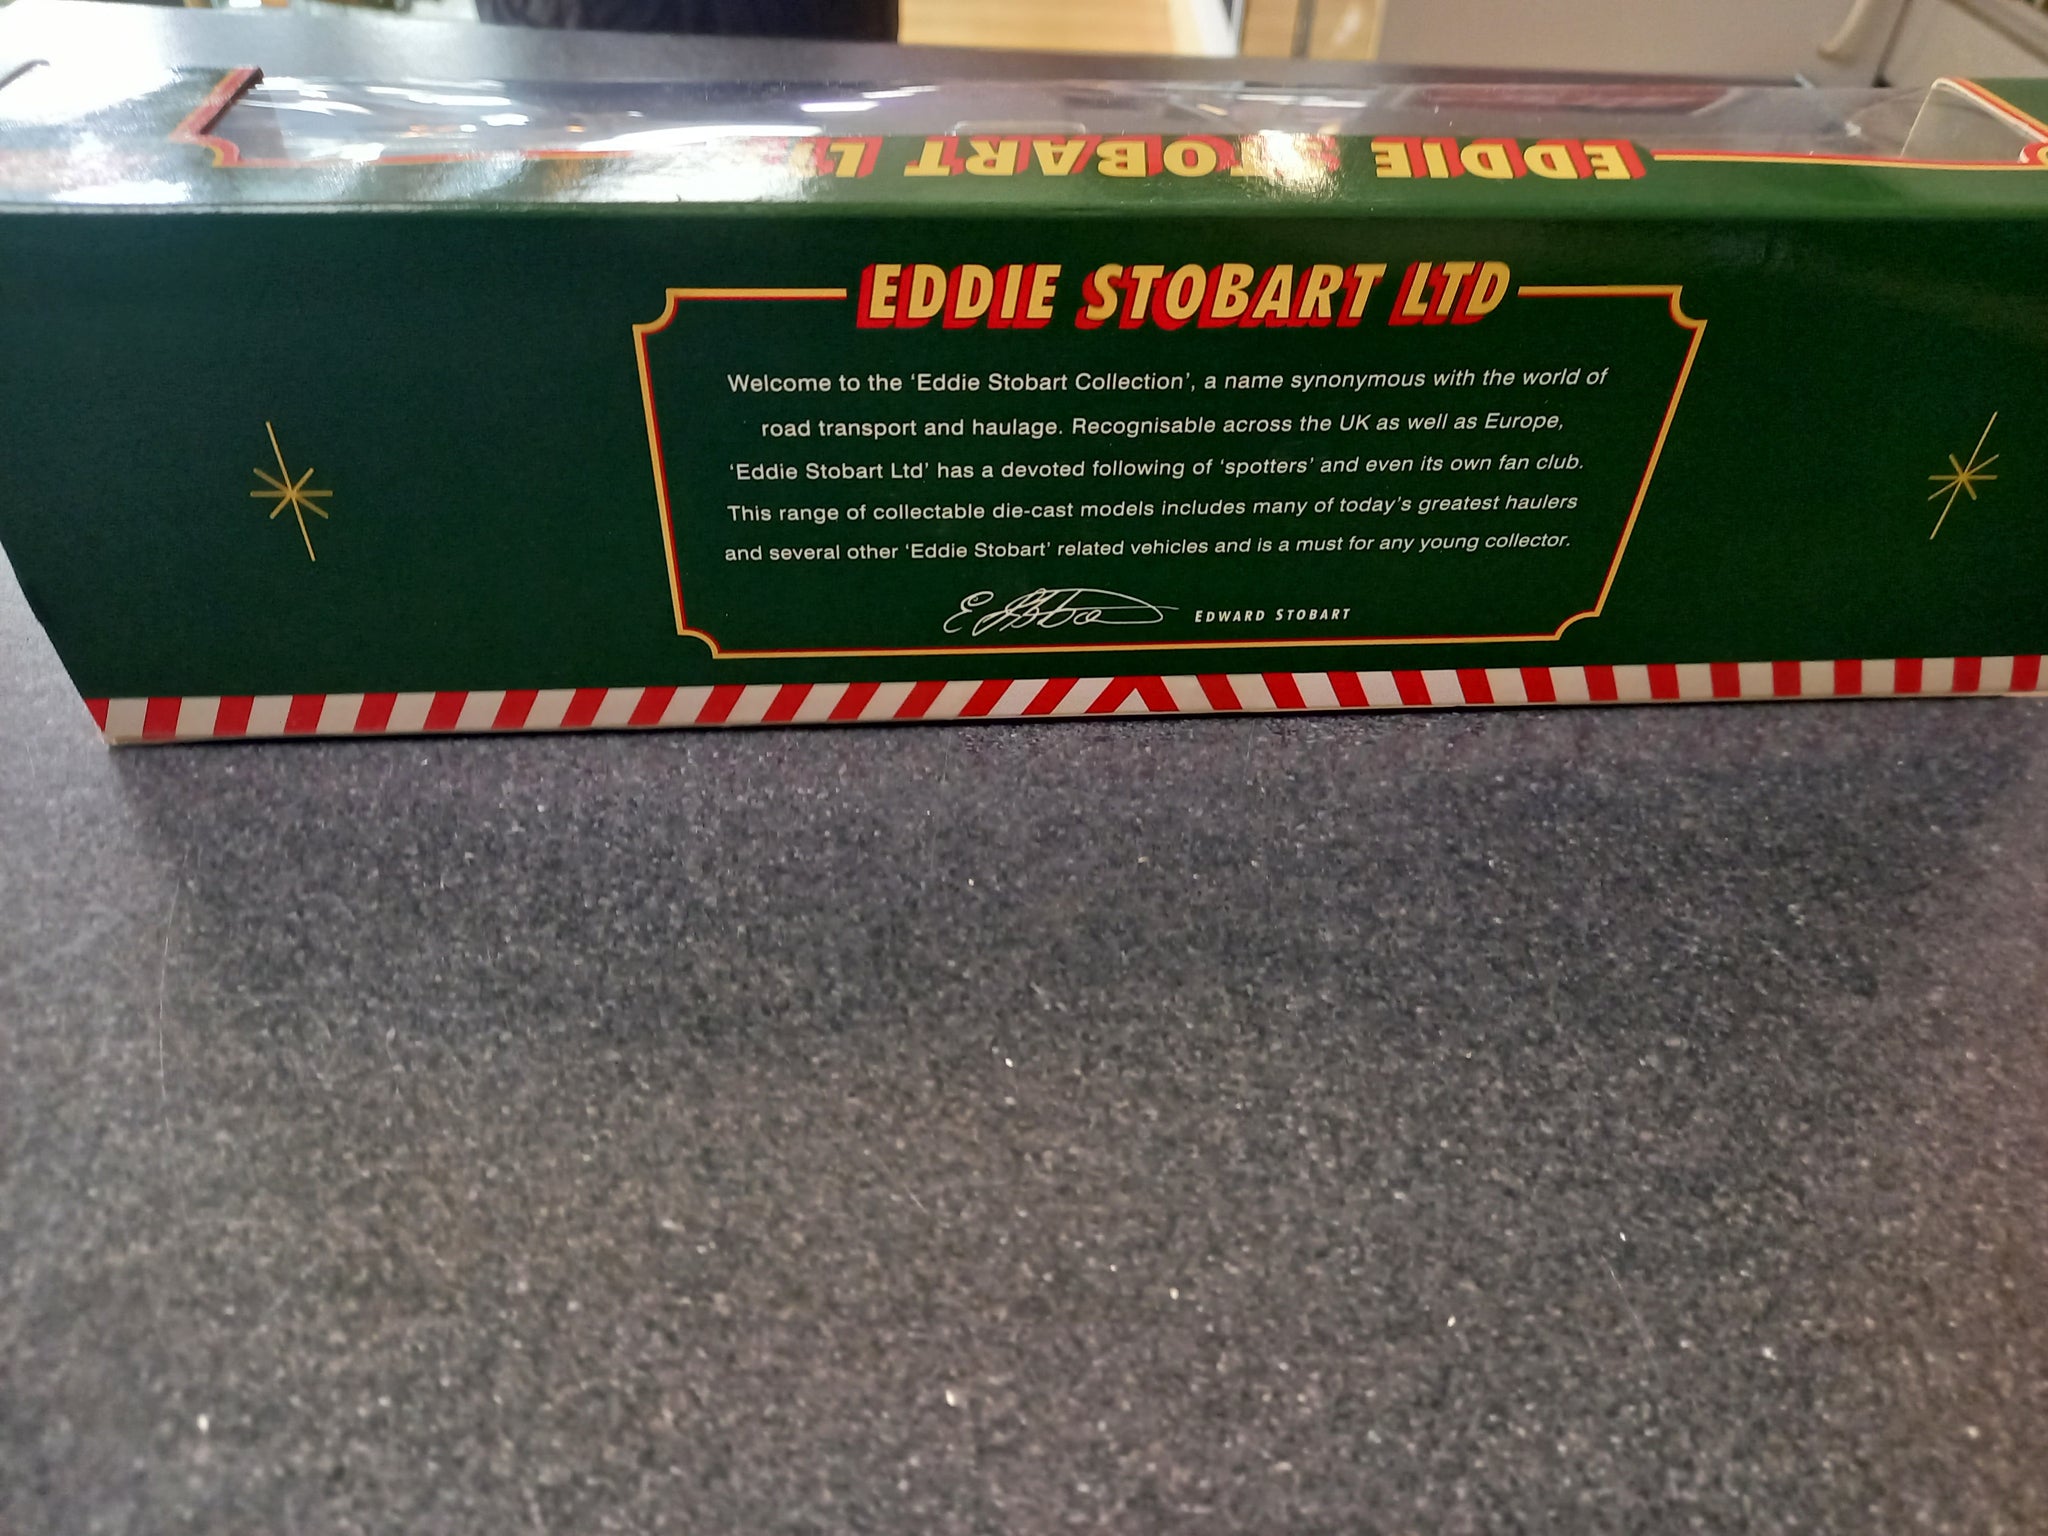 EDDIE STOBART LTD
EDDIE STOBART LTD
Welcome to the ‘Eddie Stobart Collection’, a name synonymous with the world of
road transport and haulage. Recognisable across the UK as well as Europe,
‘Eddie Stobart Ltd’ has a devoted following of ‘spotters’ and even its own fan club.
This range of collectable die-cast models includes many of today’s greatest haulers
and several other ‘Eddie Stobart’ related vehicles and is a must for any young collector.
EDWARD STOBART